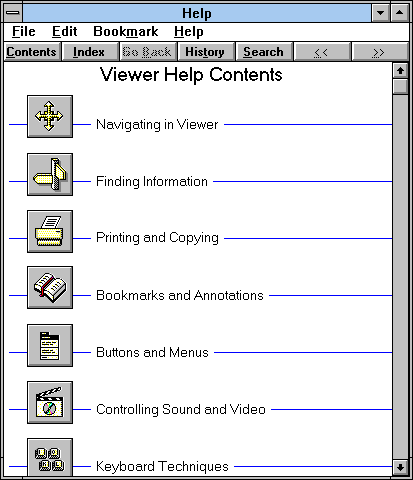 Help
File Edit Bookmark Help
Contents Index Go Back History Search << >>
Viewer Help Contents
Navigating in Viewer
Finding Information
Printing and Copying
Bookmarks and Annotations
Buttons and Menus
Controlling Sound and Video
Keyboard Techniques